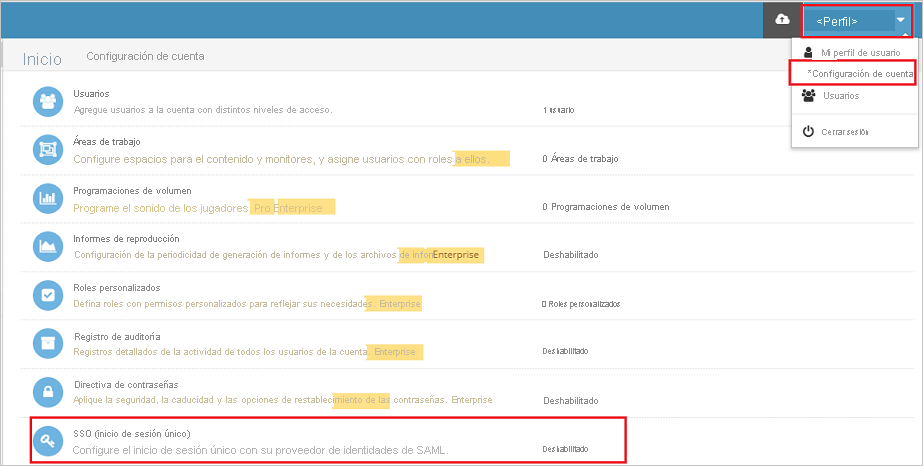 <Perfil>
Inicio
Configuración de cuenta
Mi perfil de usuario
*Configuración de cuenta
Usuarios
Cerrar sesión
Usuarios
Agregue usuarios a la cuenta con distintos niveles de acceso.
1 usuario
Áreas de trabajo
Configure espacios para el contenido y monitores, y asigne usuarios con roles a ellos.
0 Áreas de trabajo
Programaciones de volumen
Programe el sonido de los jugadores Pro Enterprise
0 Programaciones de volumen
Informes de reproducción
Configuración de la periodicidad de generación de informes y de los archivos de infor Enterprise
Deshabilitado
Roles personalizados
Defina roles con permisos personalizados para reflejar sus necesidades. Enterprise
0 Roles personalizados
Registro de auditoría
Registros detallados de la actividad de todos los usuarios de la cuenta. Enterprise
Deshabilitado
Directiva de contraseñas
Aplique la seguridad, la caducidad y las opciones de restablecimiento de las contraseñas. Enterprise
Deshabilitado
SSO (inicio de sesión único)
Configure el inicio de sesión único con su proveedor de identidades de SAML.
Deshabilitado